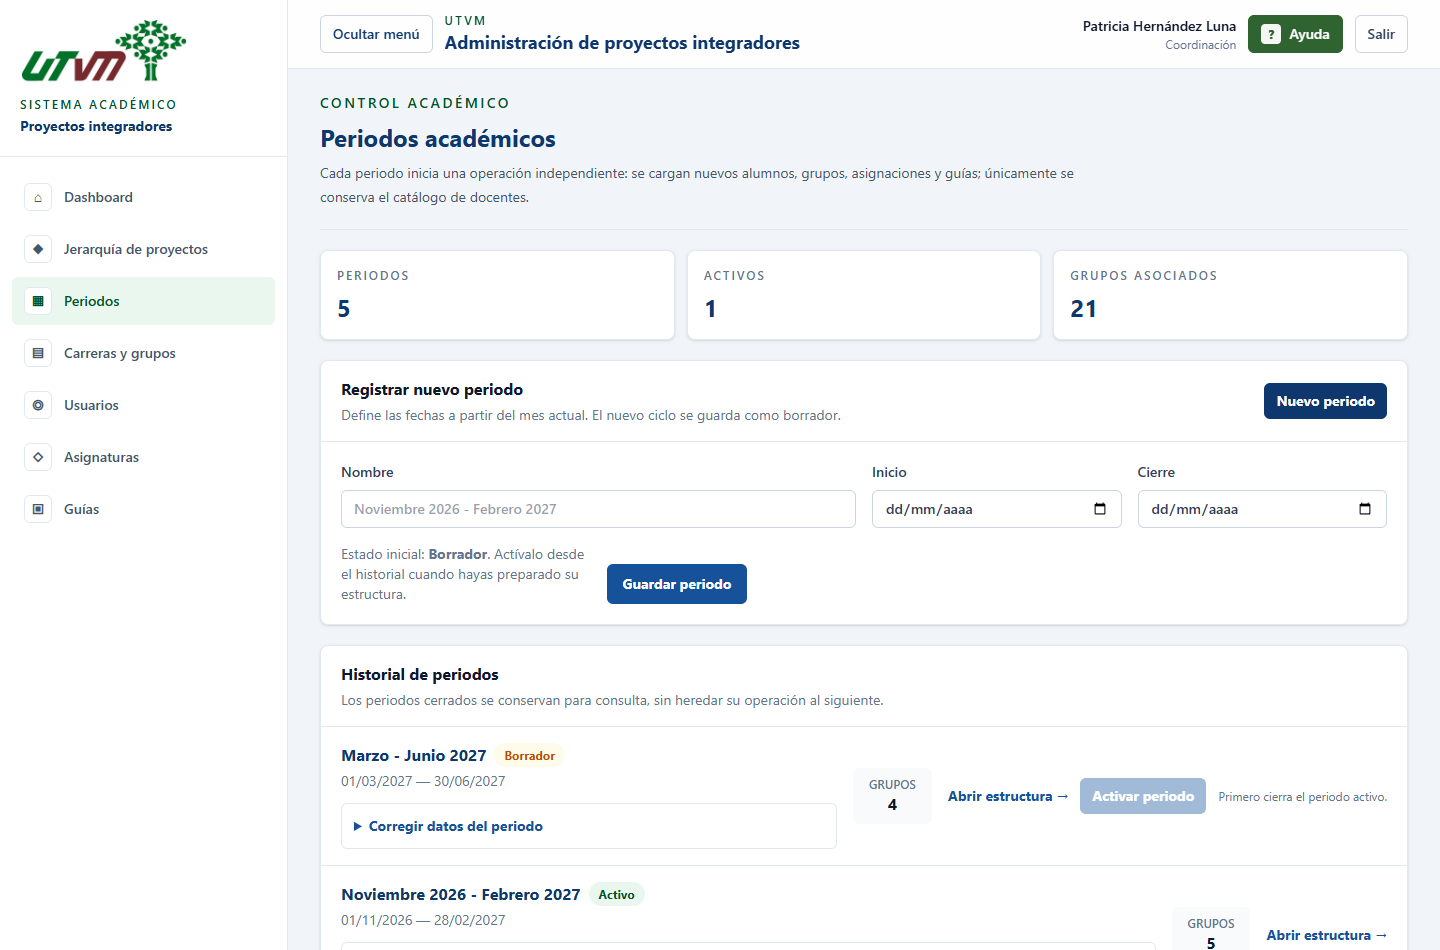 UTVM
SISTEMA ACADÉMICO
Proyectos integradores
Dashboard
Jerarquía de proyectos
Periodos
Carreras y grupos
Usuarios
Asignaturas
Guías
Ocultar menú
UTVM
Administración de proyectos integradores
Patricia Hernández Luna
Coordinación
? Ayuda
Salir
CONTROL ACADÉMICO
Periodos académicos
Cada periodo inicia una operación independiente: se cargan nuevos alumnos, grupos, asignaciones y guías; únicamente se
conserva el catálogo de docentes.
PERIODOS
5
ACTIVOS
1
GRUPOS ASOCIADOS
21
Registrar nuevo periodo
Define las fechas a partir del mes actual. El nuevo ciclo se guarda como borrador.
Nuevo periodo
Nombre
Noviembre 2026 - Febrero 2027
Inicio
dd/mm/aaaa
Cierre
dd/mm/aaaa
Estado inicial: Borrador. Actívalo desde
el historial cuando hayas preparado su
estructura.
Guardar periodo
Historial de periodos
Los periodos cerrados se conservan para consulta, sin heredar su operación al siguiente.
Marzo - Junio 2027 Borrador
01/03/2027 — 30/06/2027
Corregir datos del periodo
GRUPOS
4
Abrir estructura →
Activar periodo
Primero cierra el periodo activo.
Noviembre 2026 - Febrero 2027 Activo
01/11/2026 — 28/02/2027
GRUPOS
5
Abrir estructura →